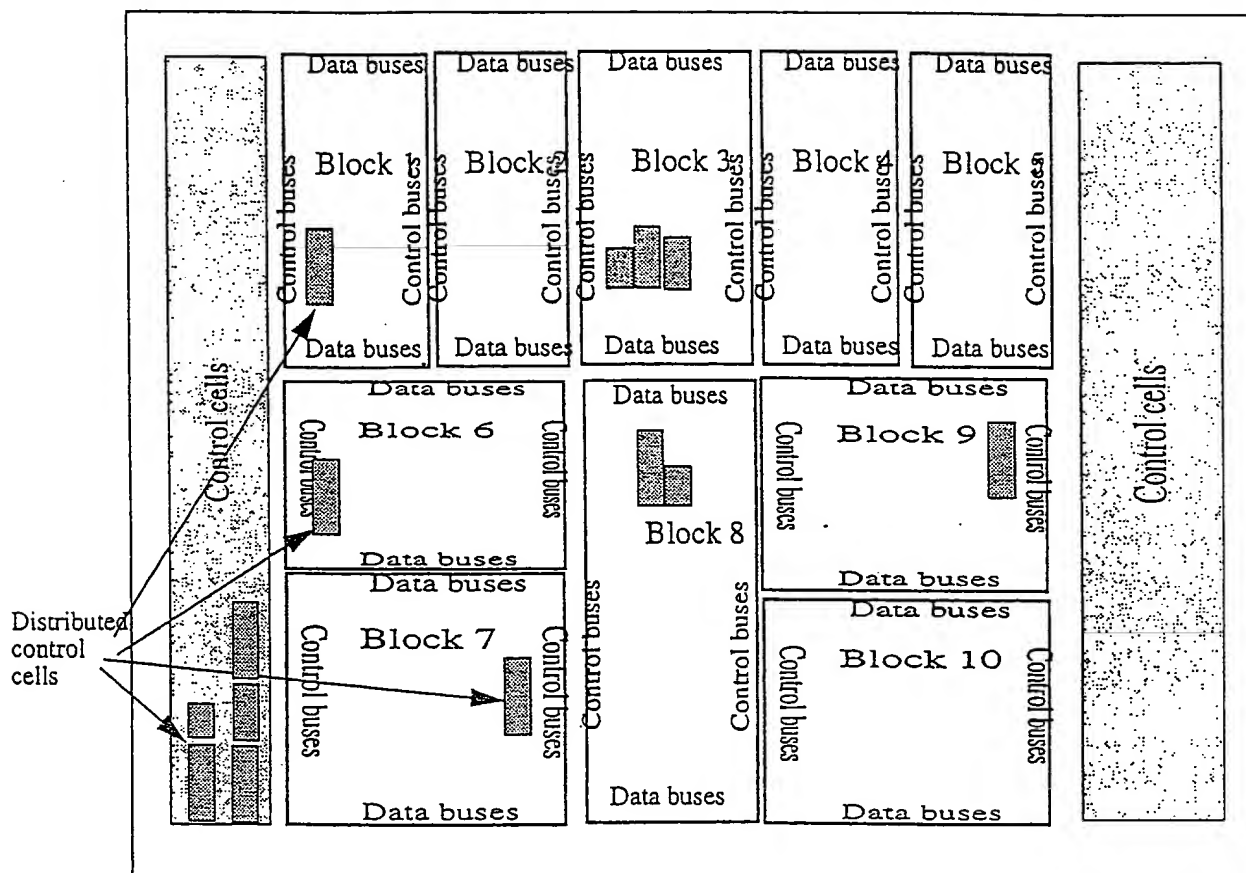 Data buses
Data buses
Data buses
Data buses
Data buses
Block 1
Block 2
Block 3
Block 4
Block 5
Control buses
Control buses
Control buses
Control buses
Control buses
Control buses
Control buses
Control buses
Control buses
Control buses
Data buses
Data buses
Data buses
Data buses
Data buses
Control cells
Control cells
Data buses
Block 6
Control buses
Control buses
Data buses
Data buses
Block 8
Control buses
Control buses
Data buses
Data buses
Block 9
Control buses
Control buses
Data buses
Distributed
control
cells
Data buses
Block 7
Control buses
Control buses
Data buses
Data buses
Block 10
Control buses
Control buses
Data buses